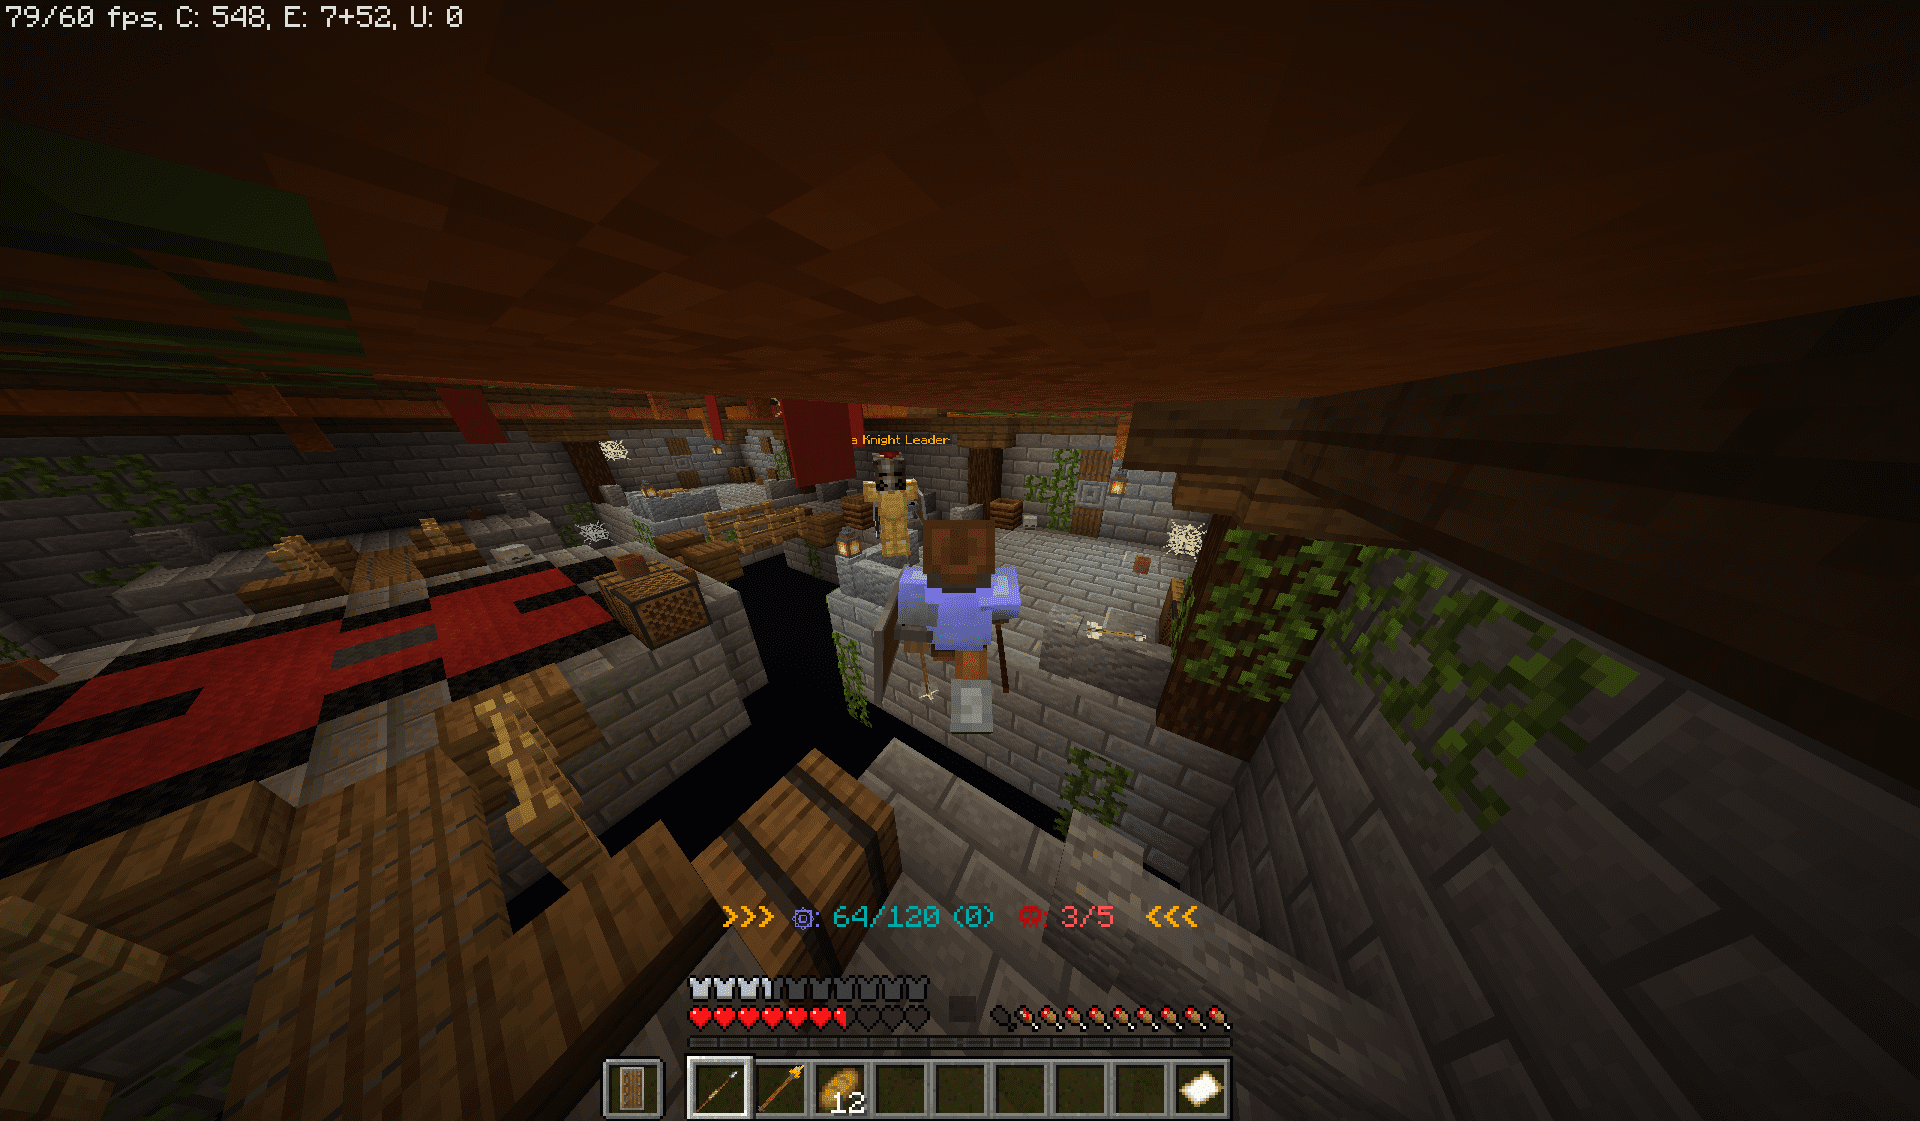 79/60 fps, C: 548, E: 7+52, U: 0
a Knight Leader
>>> : 64/120 (0) : 3/5 <<<
12